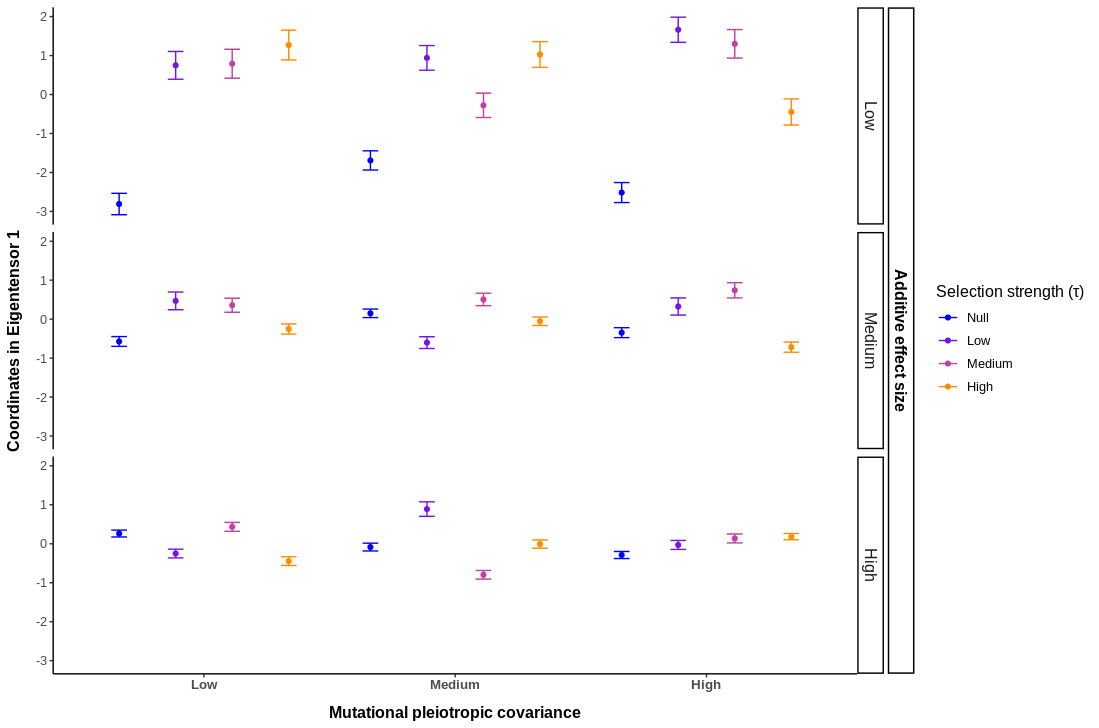 2
1
0
-1
-2
-3
Low
2
1
0
-1
-2
-3
Medium
2
1
0
-1
-2
-3
High
Additive effect size
Coordinates in Eigentensor 1
Low Medium High
Mutational pleiotropic covariance
Selection strength (τ)
Null
Low
Medium
High